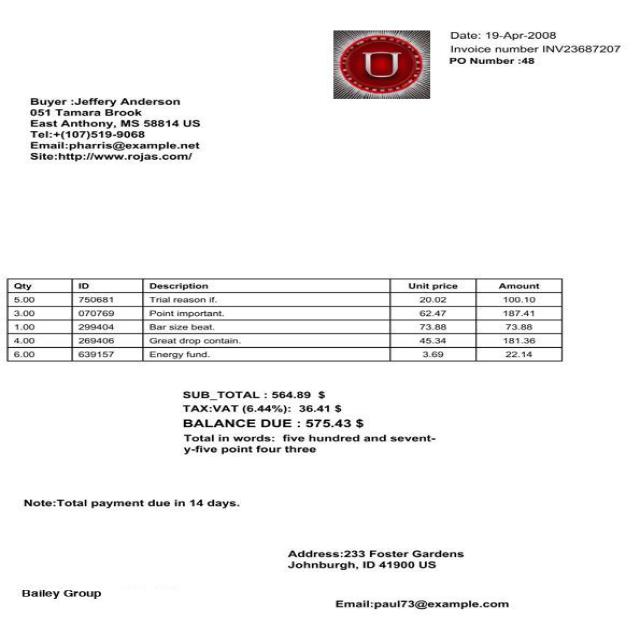 Date: 19-Apr-2008
Invoice number INV23687207
PO Number :48
U
Buyer :Jeffery Anderson
051 Tamara Brook
East Anthony, MS 58814 US
Tel:+(107)519-9068
Email:pharris@example.net
Site:http://www.rojas.com/
Qty ID Description Unit price Amount
5.00 750681 Trial reason if. 20.02 100.10
3.00 070769 Point important. 62.47 187.41
1.00 299404 Bar size beat. 73.88 73.88
4.00 269406 Great drop contain. 45.34 181.36
6.00 639157 Energy fund. 3.69 22.14
SUB_TOTAL : 564.89 $
TAX:VAT (6.44%): 36.41 $
BALANCE DUE : 575.43 $
Total in words: five hundred and sevent-
y-five point four three
Note:Total payment due in 14 days.
Address:233 Foster Gardens
Johnburgh, ID 41900 US
Bailey Group
Email:paul73@example.com